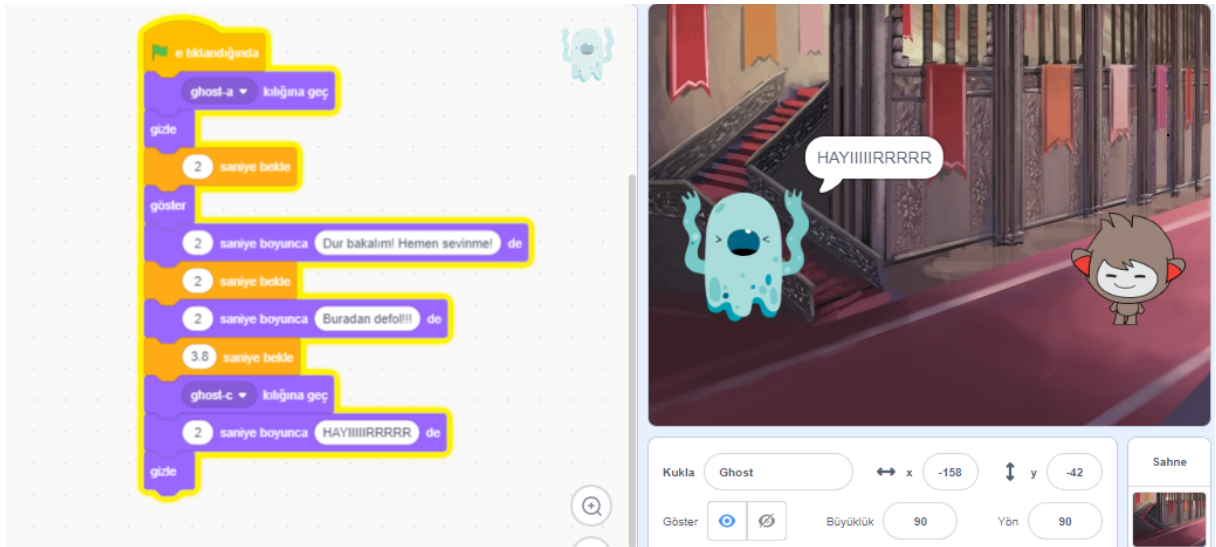 e tıklandığında
ghost-a kılığına geç
gizle
2 saniye bekle
göster
2 saniye boyunca Dur bakalım! Hemen sevinme! de
2 saniye bekle
2 saniye boyunca Buradan defol!!! de
3.8 saniye bekle
ghost-c kılığına geç
2 saniye boyunca HAYIIIIIRRRRR de
gizle
HAYIIIIIRRRRR
Kukla Ghost x -158 y -42
Göster Büyüklük 90 Yön 90
Sahne